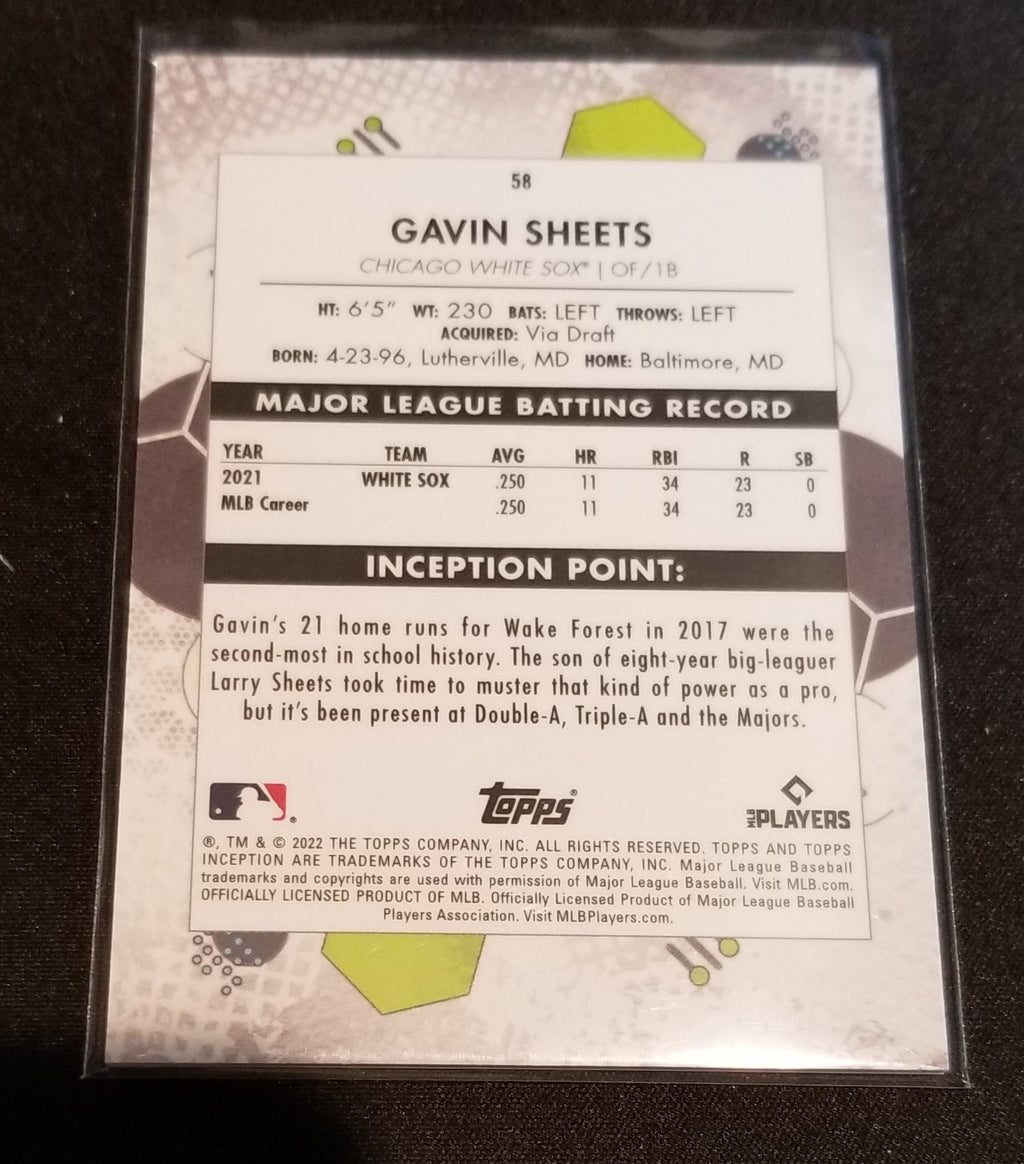 58
GAVIN SHEETS
CHICAGO WHITE SOX® | OF/1B
HT: 6'5" WT: 230 BATS: LEFT THROWS: LEFT
ACQUIRED: Via Draft
BORN: 4-23-96, Lutherville, MD HOME: Baltimore, MD
MAJOR LEAGUE BATTING RECORD
YEAR TEAM AVG HR RBI R SB
2021 WHITE SOX .250 11 34 23 0
MLB Career .250 11 34 23 0
INCEPTION POINT:
Gavin's 21 home runs for Wake Forest in 2017 were the
second-most in school history. The son of eight-year big-leaguer
Larry Sheets took time to muster that kind of power as a pro,
but it's been present at Double-A, Triple-A and the Majors.
® topps® MLB PLAYERS
®, TM & © 2022 THE TOPPS COMPANY, INC. ALL RIGHTS RESERVED. TOPPS AND TOPPS
INCEPTION ARE TRADEMARKS OF THE TOPPS COMPANY, INC. Major League Baseball
trademarks and copyrights are used with permission of Major League Baseball. Visit MLB.com.
OFFICIALLY LICENSED PRODUCT OF MLB. Officially Licensed Product of Major League Baseball
Players Association. Visit MLBPlayers.com.